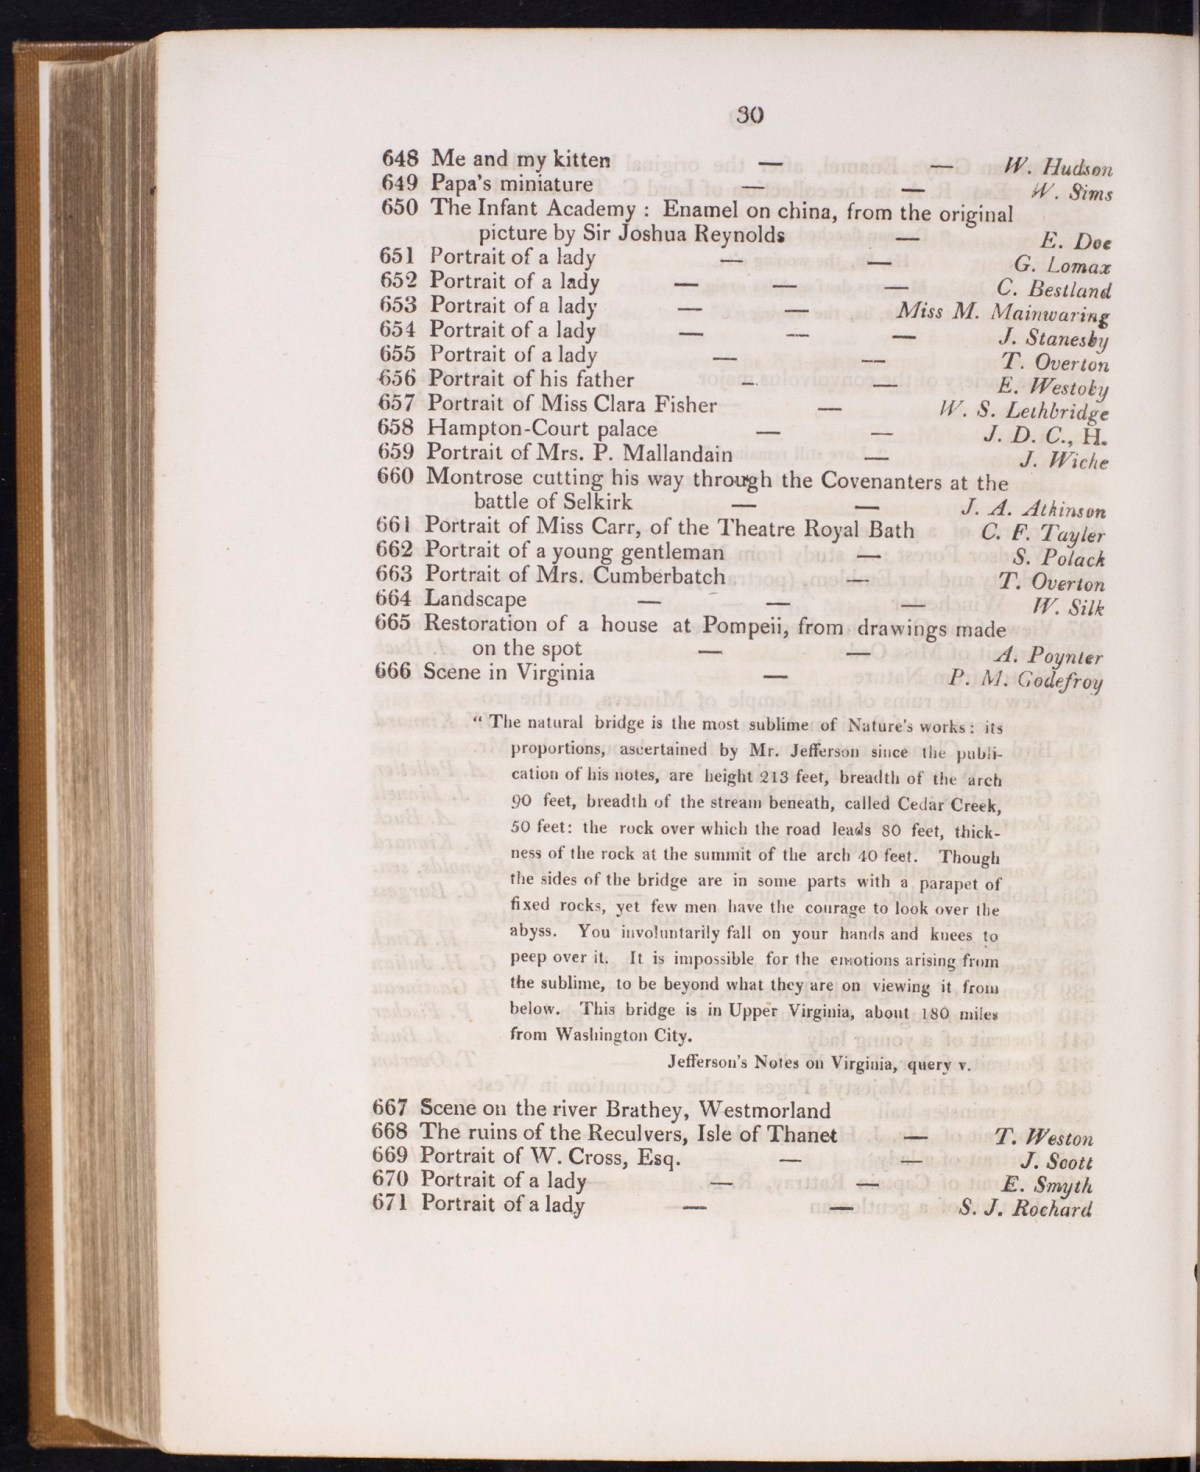 30
648 Me and my kitten — — W. Hudson
649 Papa's miniature — — W. Sims
650 The Infant Academy : Enamel on china, from the original
picture by Sir Joshua Reynolds — E. Doe
651 Portrait of a lady — — G. Lomax
652 Portrait of a lady — — — C. Bestland
653 Portrait of a lady — — Miss M. Mainwaring
654 Portrait of a lady — — — J. Stanesby
655 Portrait of a lady — — T. Overton
656 Portrait of his father — — E. Westoby
657 Portrait of Miss Clara Fisher — W. S. Lethbridge
658 Hampton-Court palace — — J. D. C., H.
659 Portrait of Mrs. P. Mallandain — J. Wiche
660 Montrose cutting his way through the Covenanters at the
battle of Selkirk — — J. A. Atkinson
661 Portrait of Miss Carr, of the Theatre Royal Bath C. F. Tayler
662 Portrait of a young gentleman — S. Polack
663 Portrait of Mrs. Cumberbatch — T. Overton
664 Landscape — — — W. Silk
665 Restoration of a house at Pompeii, from drawings made
on the spot — — A. Poynter
666 Scene in Virginia — P. M. Godefroy
" The natural bridge is the most sublime of Nature's works : its
proportions, ascertained by Mr. Jefferson since the publi-
cation of his notes, are height 213 feet, breadth of the arch
90 feet, breadth of the stream beneath, called Cedar Creek,
50 feet: the rock over which the road leads 80 feet, thick-
ness of the rock at the summit of the arch 40 feet. Though
the sides of the bridge are in some parts with a parapet of
fixed rocks, yet few men have the courage to look over the
abyss. You involuntarily fall on your hands and knees to
peep over it. It is impossible for the emotions arising from
the sublime, to be beyond what they are on viewing it from
below. This bridge is in Upper Virginia, about 180 miles
from Washington City.
Jefferson's Notes on Virginia, query v.
667 Scene on the river Brathey, Westmorland
668 The ruins of the Reculvers, Isle of Thanet — T. Weston
669 Portrait of W. Cross, Esq. — — J. Scott
670 Portrait of a lady — — E. Smyth
671 Portrait of a lady — — S. J. Rochard